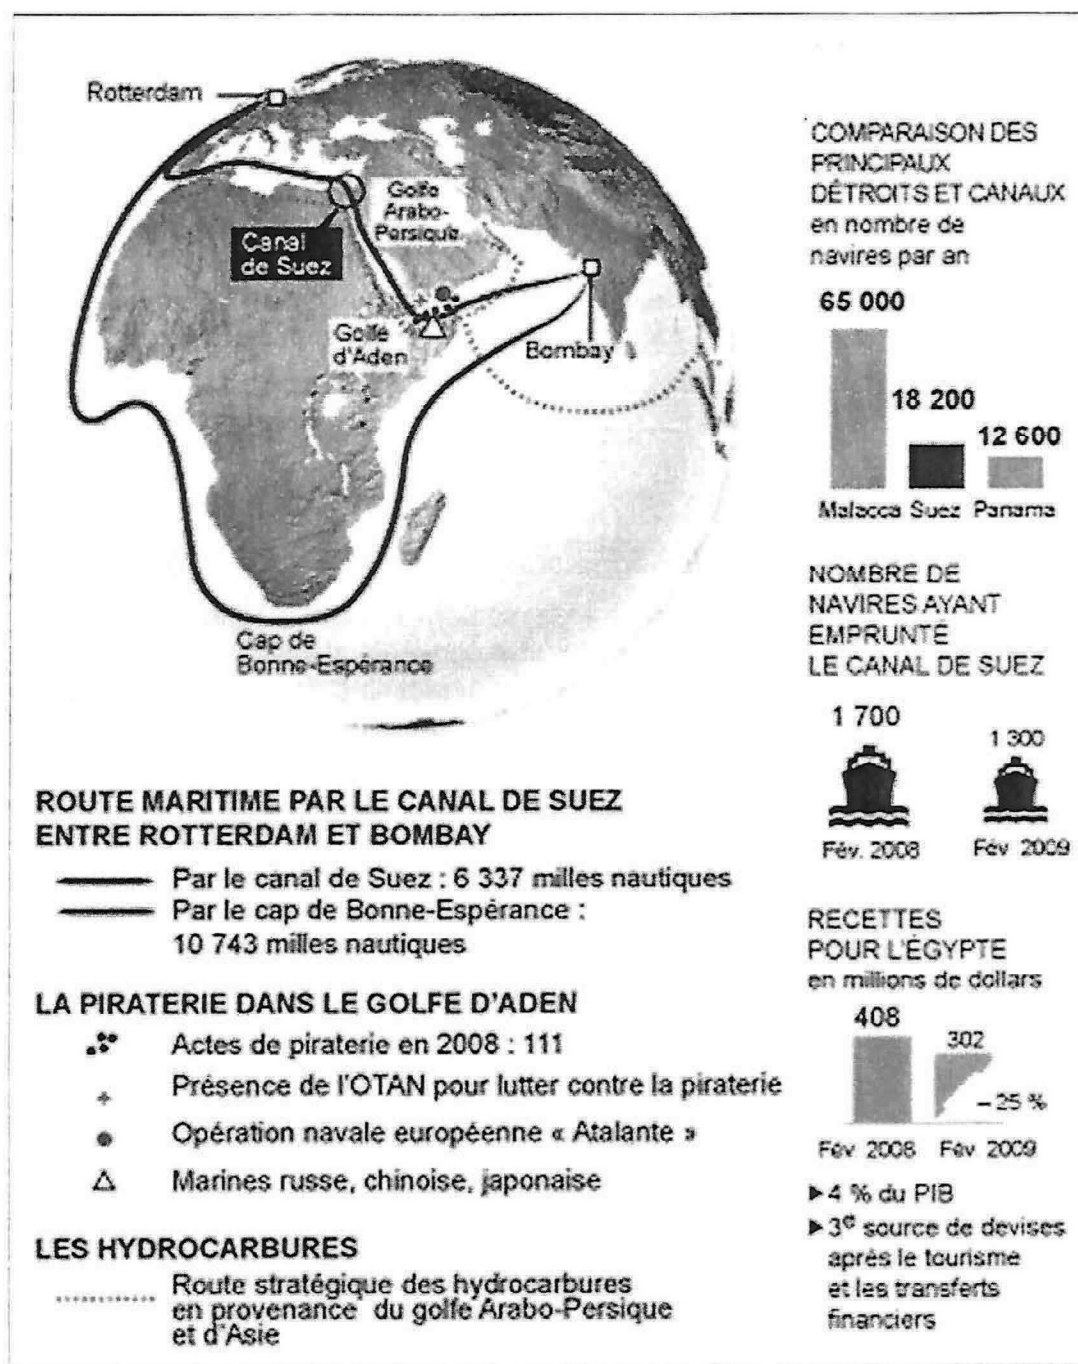 Rotterdam
Golfe
Arabo-
Persique
Canal
de Suez
Golfe
d'Aden
Bombay
Cap de
Bonne-Espérance
ROUTE MARITIME PAR LE CANAL DE SUEZ
ENTRE ROTTERDAM ET BOMBAY
Par le canal de Suez : 6 337 milles nautiques
Par le cap de Bonne-Espérance :
10 743 milles nautiques
LA PIRATERIE DANS LE GOLFE D'ADEN
Actes de piraterie en 2008 : 111
Présence de l'OTAN pour lutter contre la piraterie
Opération navale européenne « Atalante »
Marines russe, chinoise, japonaise
LES HYDROCARBURES
Route stratégique des hydrocarbures
en provenance du golfe Arabo-Persique
et d'Asie
COMPARAISON DES
PRINCIPAUX
DÉTROITS ET CANAUX
en nombre de
navires par an
65 000
18 200
12 600
Malacca Suez Panama
NOMBRE DE
NAVIRES AYANT
EMPRUNTÉ
LE CANAL DE SUEZ
1 700
1 300
Fév. 2008 Fév 2009
RECETTES
POUR L'ÉGYPTE
en millions de dollars
408
302
– 25 %
Fév 2008 Fév 2009
▶4 % du PIB
▶3e source de devises
après le tourisme
et les transferts
financiers